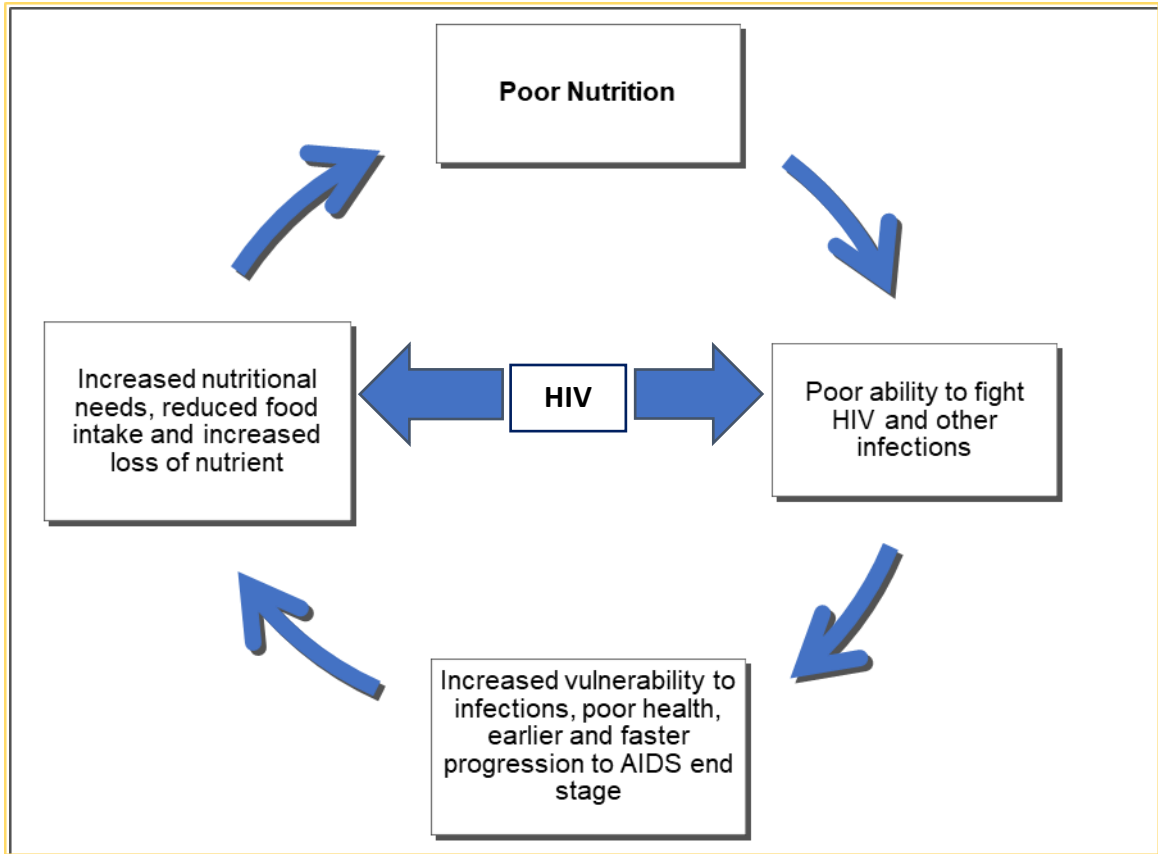 Poor Nutrition
Increased nutritional
needs, reduced food
intake and increased
loss of nutrient
HIV
Poor ability to fight
HIV and other
infections
Increased vulnerability to
infections, poor health,
earlier and faster
progression to AIDS end
stage